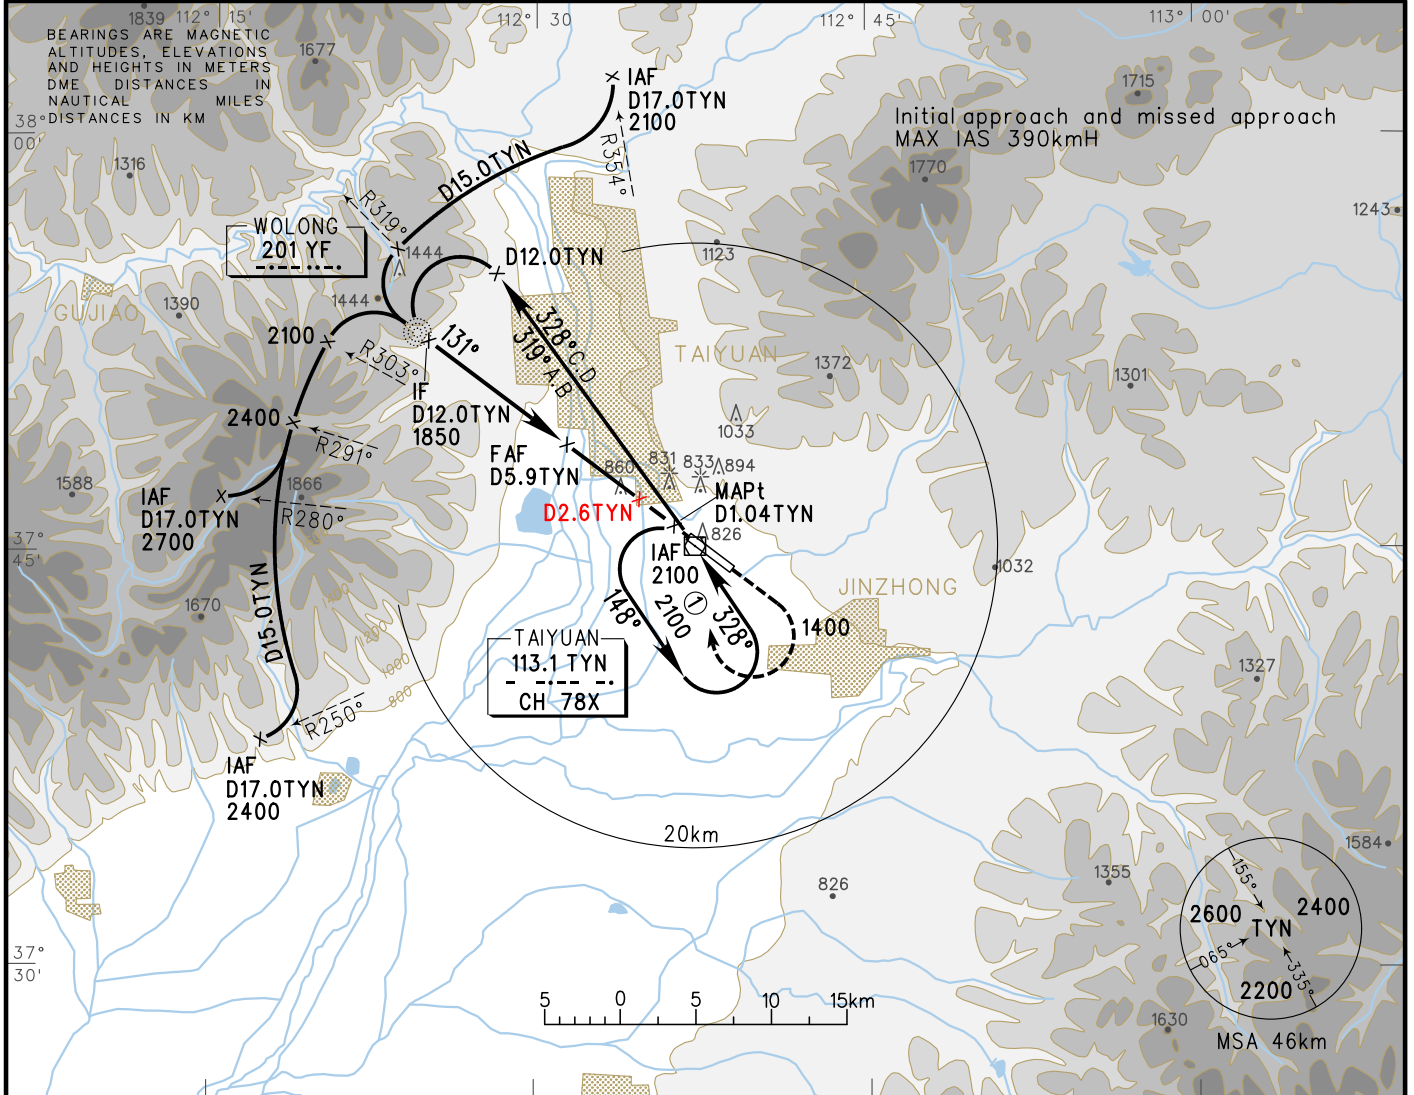 1839
112° 15'
112° 30
112° 45'
113° 00'
BEARINGS ARE MAGNETIC
ALTITUDES, ELEVATIONS
AND HEIGHTS IN METERS
DME DISTANCES IN
NAUTICAL MILES
DISTANCES IN KM
38°
00'
1677
IAF
D17.0TYN
2100
1715
Initial approach and missed approach
MAX IAS 390kmH
1316
D15.0TYN
R354°
1770
R319°
1243
WOLONG
201 YF
1444
D12.0TYN
1123
GUJIAO
1390
1444
2100
131°
328° C.D
319° A.B
TAIYUAN
R303°
1372
1301
IF
D12.0TYN
1850
2400
R291°
1033
FAF
D5.9TYN
860
831
833
894
1588
1866
IAF
D17.0TYN
2700
R280°
D2.6TYN
MAPt
D1.04TYN
826
37°
45'
IAF
2100
1032
JINZHONG
D15.0TYN
1670
400
1200
1000
800
148°
2100
1
328°
1400
TAIYUAN
113.1 TYN
CH 78X
1327
R250°
IAF
D17.0TYN
2400
20km
1584
826
1355
155°
2600
2400
TYN
065°
335°
2200
MSA 46km
37°
30'
5 0 5 10 15km
1630